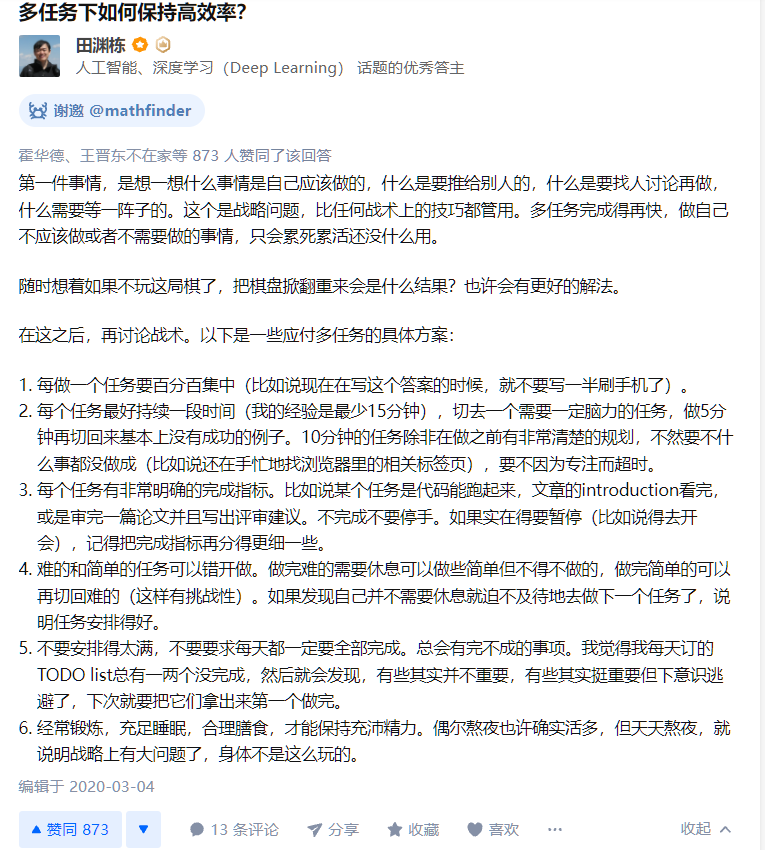 多任务下如何保持高效率？
田渊栋
人工智能、深度学习（Deep Learning） 话题的优秀答主
谢邀 @mathfinder
霍华德、王晋东不在家等 873 人赞同了该回答
第一件事情，是想一想什么事情是自己应该做的，什么是要推给别人的，什么是要找人讨论再做，
什么需要等一阵子的。这个是战略问题，比任何战术上的技巧都管用。多任务完成得再快，做自己
不应该做或者不需要做的事情，只会累死累活还没什么用。
随时想着如果不玩这局棋了，把棋盘掀翻重来会是什么结果？也许会有更好的解法。
在这之后，再讨论战术。以下是一些应付多任务的具体方案：
1. 每做一个任务要百分百集中（比如说现在在写这个答案的时候，就不要写一半刷手机了）。
2. 每个任务最好持续一段时间（我的经验是最少15分钟），切去一个需要一定脑力的任务，做5分
钟再切回来基本上没有成功的例子。10分钟的任务除非在做之前有非常清楚的规划，不然要不什
么事都没做成（比如说还在手忙地找浏览器里的相关标签页），要不因为专注而超时。
3. 每个任务有非常明确的完成指标。比如说某个任务是代码能跑起来，文章的introduction看完，
或是审完一篇论文并且写出评审建议。不完成不要停手。如果实在得要暂停（比如说得去开
会），记得把完成指标再分得更细一些。
4. 难的和简单的任务可以错开做。做完难的需要休息可以做些简单但不得不做的，做完简单的可以
再切回难的（这样有挑战性）。如果发现自己并不需要休息就迫不及待地去做下一个任务了，说
明任务安排得好。
5. 不要安排得太满，不要要求每天都一定要全部完成。总会有完不成的事项。我觉得我每天订的
TODO list总有一两个没完成，然后就会发现，有些其实并不重要，有些其实挺重要但下意识逃
避了，下次就要把它们拿出来第一个做完。
6. 经常锻炼，充足睡眠，合理膳食，才能保持充沛精力。偶尔熬夜也许确实活多，但天天熬夜，就
说明战略上有大问题了，身体不是这么玩的。
编辑于 2020-03-04
赞同 873 13 条评论 分享 收藏 喜欢 ··· 收起